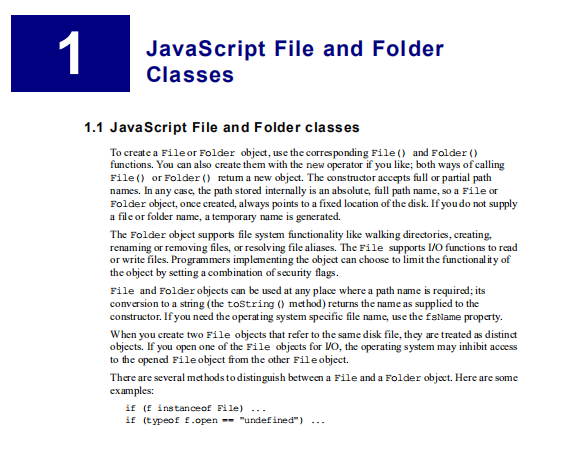 1
JavaScript File and Folder
Classes
1.1 JavaScript File and Folder classes
To create a File or Folder object, use the corresponding File() and Folder()
functions. You can also create them with the new operator if you like; both ways of calling
File() or Folder() return a new object. The constructor accepts full or partial path
names. In any case, the path stored internally is an absolute, full path name, so a File or
Folder object, once created, always points to a fixed location of the disk. If you do not supply
a file or folder name, a temporary name is generated.
The Folder object supports file system functionality like walking directories, creating,
renaming or removing files, or resolving file aliases. The File supports I/O functions to read
or write files. Programmers implementing the object can choose to limit the functionality of
the object by setting a combination of security flags.
File and Folder objects can be used at any place where a path name is required; its
conversion to a string (the toString() method) returns the name as supplied to the
constructor. If you need the operating system specific file name, use the fsName property.
When you create two File objects that refer to the same disk file, they are treated as distinct
objects. If you open one of the File objects for I/O, the operating system may inhibit access
to the opened File object from the other File object.
There are several methods to distinguish between a File and a Folder object. Here are some
examples:
if (f instanceof File) ...
if (typeof f.open == "undefined") ...